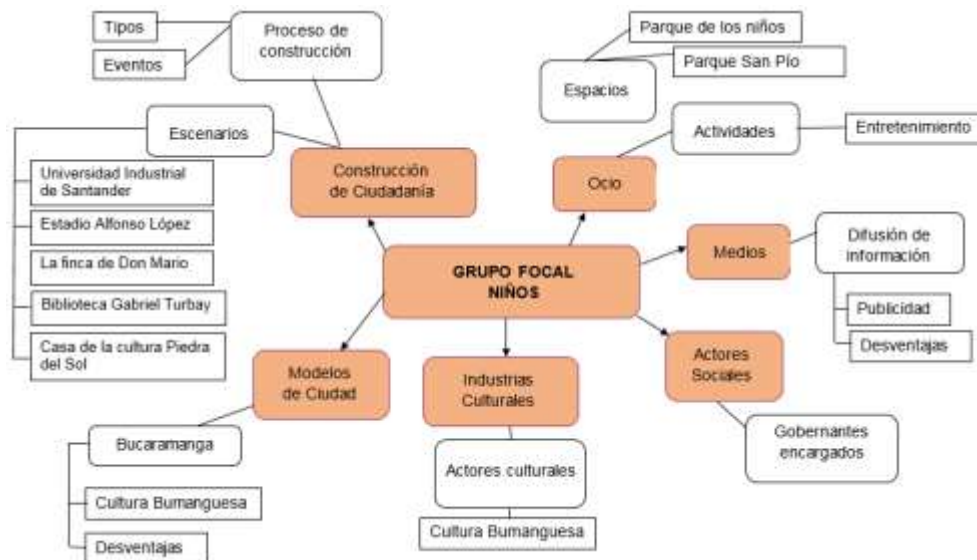 Tipos
Eventos
Proceso de
construcción
Escenarios
Universidad Industrial
de Santander
Estadio Alfonso López
La finca de Don Mario
Biblioteca Gabriel Turbay
Casa de la cultura Piedra
del Sol
Construcción
de Ciudadanía
Parque de los niños
Parque San Pío
Espacios
Actividades
Entretenimiento
Ocio
Medios
Difusión de
información
Publicidad
Desventajas
GRUPO FOCAL
NIÑOS
Modelos
de Ciudad
Bucaramanga
Cultura Bumanguesa
Desventajas
Industrias
Culturales
Actores culturales
Cultura Bumanguesa
Actores
Sociales
Gobernantes
encargados